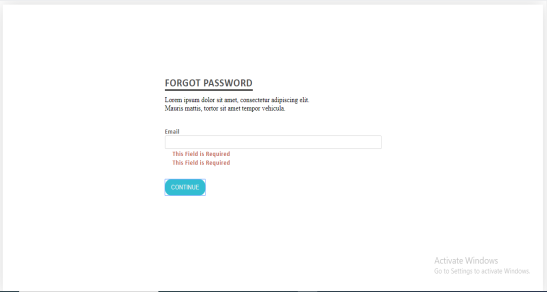 FORGOT PASSWORD
Lorem ipsum dolor sit amet, consectetur adipiscing elit.
Mauris mattis, tortor sit amet tempor vehicula.
Email
This Field is Required
This Field is Required
CONTINUE
Activate Windows
Go to Settings to activate Windows.